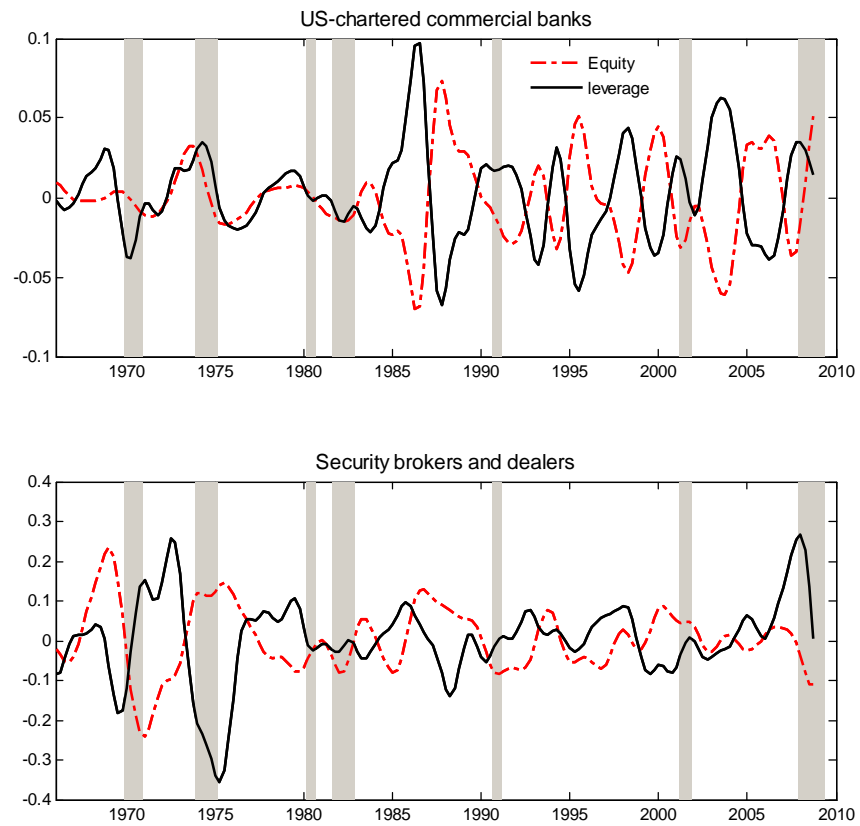 US-chartered commercial banks
0.1
0.05
0
-0.05
-0.1
Equity
leverage
1970 1975 1980 1985 1990 1995 2000 2005 2010
Security brokers and dealers
0.4
0.3
0.2
0.1
0
-0.1
-0.2
-0.3
-0.4
1970 1975 1980 1985 1990 1995 2000 2005 2010